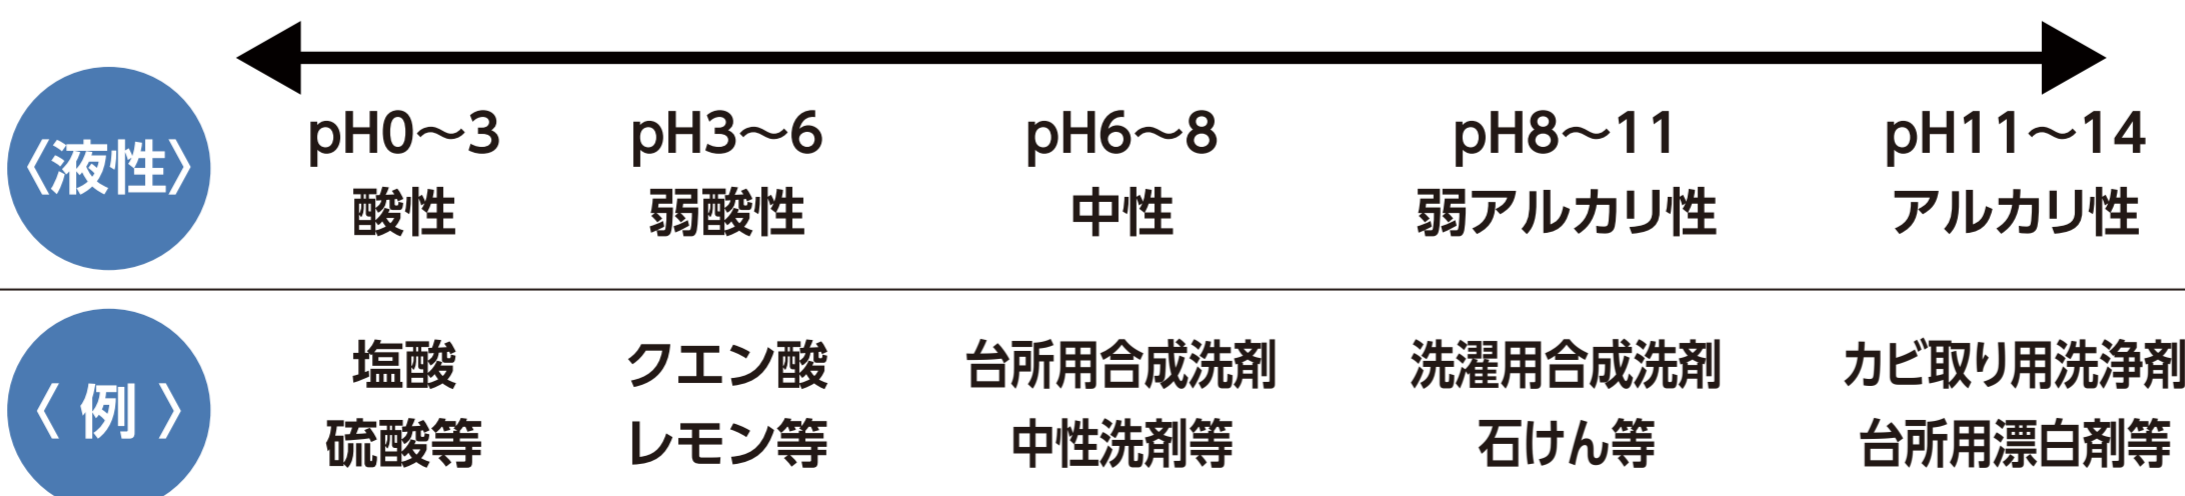 〈液性〉
pH0〜3 pH3〜6 pH6〜8 pH8〜11 pH11〜14
酸性 弱酸性 中性 弱アルカリ性 アルカリ性
〈 例 〉
塩酸 クエン酸 台所用合成洗剤 洗濯用合成洗剤 カビ取り用洗浄剤
硫酸等 レモン等 中性洗剤等 石けん等 台所用漂白剤等